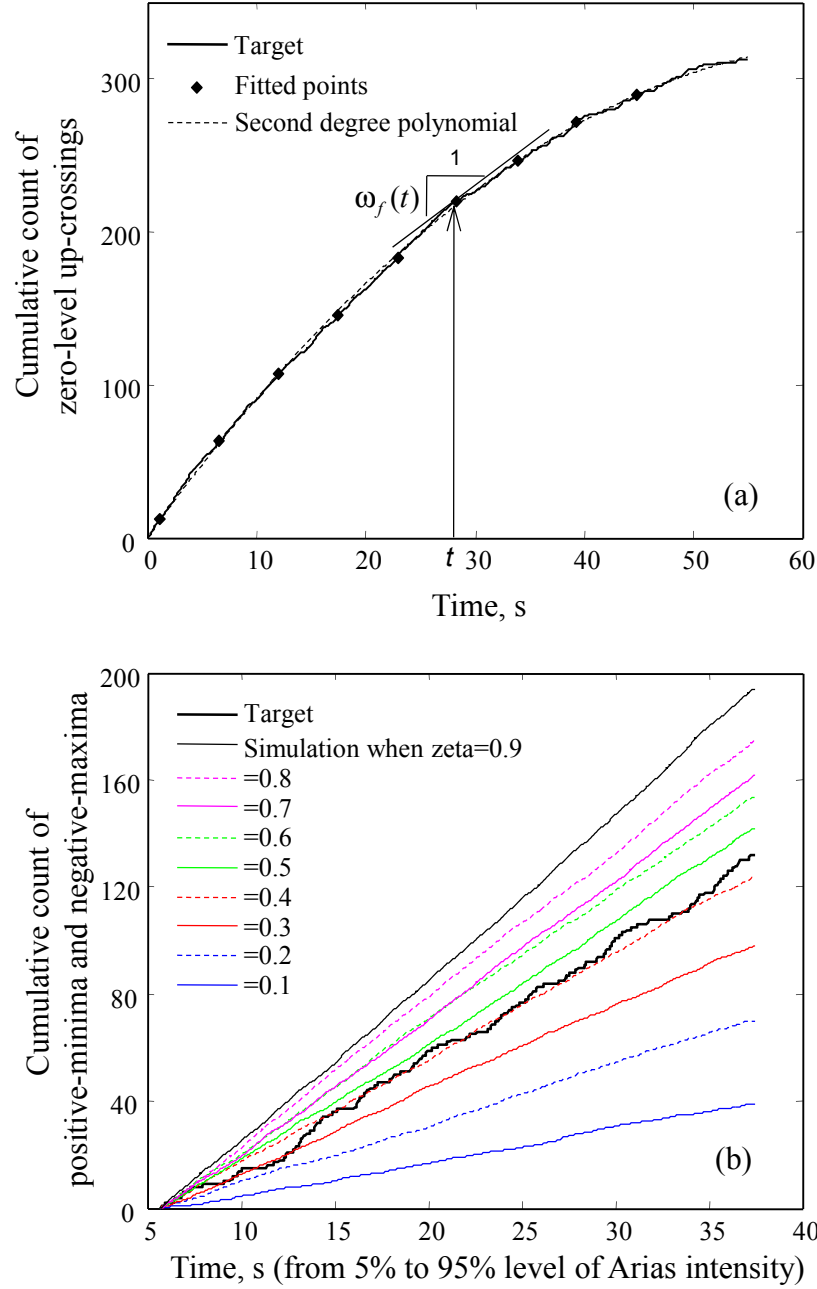 Target
Fitted points
Second degree polynomial
1
ω_f (t)
300
200
100
0
Cumulative count of
zero-level up-crossings
(a)
0
10
20
t
30
40
50
60
Time, s
200
160
120
80
40
0
Cumulative count of
positive-minima and negative-maxima
Target
Simulation when zeta=0.9
=0.8
=0.7
=0.6
=0.5
=0.4
=0.3
=0.2
=0.1
(b)
5
10
15
20
25
30
35
40
Time, s (from 5% to 95% level of Arias intensity)